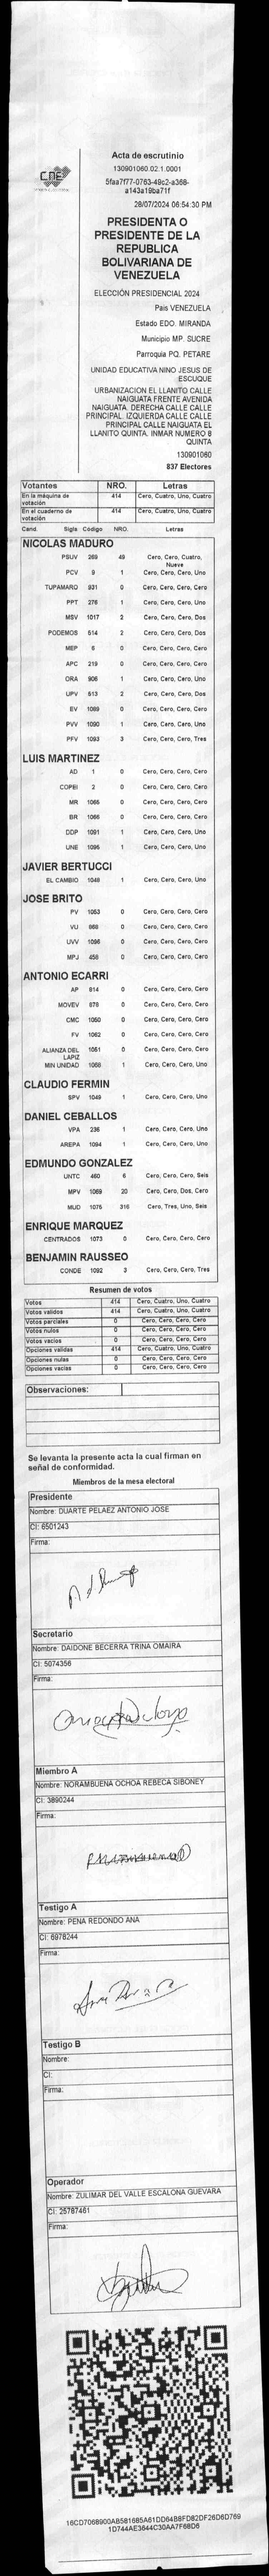 CNE
Acta de escrutinio
130901060.02.1.0001
5faa7f77-0763-49c2-a368-
a143a19ba71f
28/07/2024 06:54:30 PM
PRESIDENTA O
PRESIDENTE DE LA
REPUBLICA
BOLIVARIANA DE
VENEZUELA
ELECCIÓN PRESIDENCIAL 2024
Pais VENEZUELA
Estado EDO. MIRANDA
Municipio MP. SUCRE
Parroquia PQ. PETARE
UNIDAD EDUCATIVA NINO JESUS DE
ESCUQUE
URBANIZACION EL LLANITO CALLE
NAIGUATA FRENTE AVENIDA
NAIGUATA. DERECHA CALLE CALLE
PRINCIPAL. IZQUIERDA CALLE CALLE
PRINCIPAL CALLE NAIGUATA EL
LLANITO QUINTA. INMAR NUMERO 8
QUINTA
130901060
837 Electores
Votantes NRO. Letras
En la máquina de
votación 414 Cero, Cuatro, Uno, Cuatro
En el cuaderno de
votación 414 Cero, Cuatro, Uno, Cuatro
Cand. Sigla Código NRO. Letras
NICOLAS MADURO
PSUV 269 49 Cero, Cero, Cuatro,
Nueve
PCV 9 1 Cero, Cero, Cero, Uno
TUPAMARO 931 0 Cero, Cero, Cero, Cero
PPT 276 1 Cero, Cero, Cero, Uno
MSV 1017 2 Cero, Cero, Cero, Dos
PODEMOS 514 2 Cero, Cero, Cero, Dos
MEP 6 0 Cero, Cero, Cero, Cero
APC 219 0 Cero, Cero, Cero, Cero
ORA 906 1 Cero, Cero, Cero, Uno
UPV 513 2 Cero, Cero, Cero, Dos
EV 1089 0 Cero, Cero, Cero, Cero
PVV 1090 1 Cero, Cero, Cero, Uno
PFV 1093 3 Cero, Cero, Cero, Tres
LUIS MARTINEZ
AD 1 0 Cero, Cero, Cero, Cero
COPEI 2 0 Cero, Cero, Cero, Cero
MR 1065 0 Cero, Cero, Cero, Cero
BR 1066 0 Cero, Cero, Cero, Cero
DDP 1091 1 Cero, Cero, Cero, Uno
UNE 1095 1 Cero, Cero, Cero, Uno
JAVIER BERTUCCI
EL CAMBIO 1048 1 Cero, Cero, Cero, Uno
JOSE BRITO
PV 1053 0 Cero, Cero, Cero, Cero
VU 868 0 Cero, Cero, Cero, Cero
UVV 1096 0 Cero, Cero, Cero, Cero
MPJ 458 0 Cero, Cero, Cero, Cero
ANTONIO ECARRI
AP 814 0 Cero, Cero, Cero, Cero
MOVEV 878 0 Cero, Cero, Cero, Cero
CMC 1050 0 Cero, Cero, Cero, Cero
FV 1062 0 Cero, Cero, Cero, Cero
ALIANZA DEL
LAPIZ 1051 0 Cero, Cero, Cero, Cero
MIN UNIDAD 1055 1 Cero, Cero, Cero, Uno
CLAUDIO FERMIN
SPV 1049 1 Cero, Cero, Cero, Uno
DANIEL CEBALLOS
VPA 236 1 Cero, Cero, Cero, Uno
AREPA 1094 1 Cero, Cero, Cero, Uno
EDMUNDO GONZALEZ
UNTC 460 6 Cero, Cero, Cero, Seis
MPV 1069 20 Cero, Cero, Dos, Cero
MUD 1075 316 Cero, Tres, Uno, Seis
ENRIQUE MARQUEZ
CENTRADOS 1073 0 Cero, Cero, Cero, Cero
BENJAMIN RAUSSEO
CONDE 1092 3 Cero, Cero, Cero, Tres
Resumen de votos
Votos 414 Cero, Cuatro, Uno, Cuatro
Votos validos 414 Cero, Cuatro, Uno, Cuatro
Votos parciales 0 Cero, Cero, Cero, Cero
Votos nulos 0 Cero, Cero, Cero, Cero
Votos vacios 0 Cero, Cero, Cero, Cero
Opciones validas 414 Cero, Cuatro, Uno, Cuatro
Opciones nulas 0 Cero, Cero, Cero, Cero
Opciones vacias 0 Cero, Cero, Cero, Cero
Observaciones:
Se levanta la presente acta la cual firman en
señal de conformidad.
Miembros de la mesa electoral
Presidente
Nombre: DUARTE PELAEZ ANTONIO JOSE
CI: 6501243
Firma:
Secretario
Nombre: DAIDONE BECERRA TRINA OMAIRA
CI: 5074356
Firma:
Miembro A
Nombre: NORAMBUENA OCHOA REBECA SIBONEY
CI: 3890244
Firma:
Testigo A
Nombre: PENA REDONDO ANA
CI: 6978244
Firma:
Testigo B
Nombre:
CI:
Firma:
Operador
Nombre: ZULIMAR DEL VALLE ESCALONA GUEVARA
CI: 25787461
Firma:
16CD7068900AB581685A61DD64B8FD82DF26D6D769
1D744AE3644C30AA7F68D6